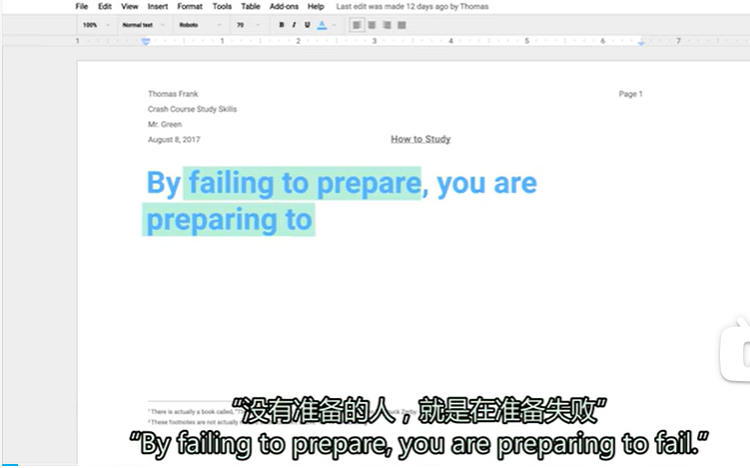 File Edit View Insert Format Tools Table Add-ons Help Last edit was made 12 days ago by Thomas
100% Normal text Roboto 70 B I U A
1 1 2 3 4 5 6 7
Thomas Frank Page 1
Crash Course Study Skills
Mr. Green
August 8, 2017 How to Study
By failing to prepare, you are
preparing to
1 There is actually a book called, "Th
2 These footnotes are not actually
“没有准备的人，就是在准备失败”
“By failing to prepare, you are preparing to fail.”